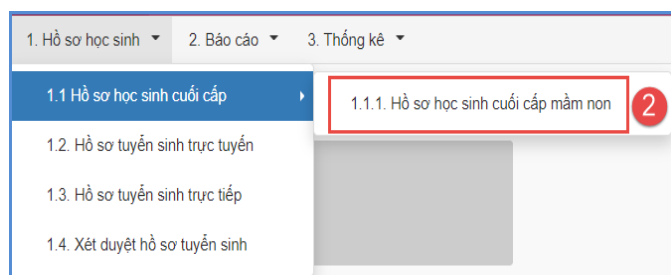 1. Hồ sơ học sinh 2. Báo cáo 3. Thống kê
1.1 Hồ sơ học sinh cuối cấp
1.1.1. Hồ sơ học sinh cuối cấp mầm non
2
1.2. Hồ sơ tuyển sinh trực tuyến
1.3. Hồ sơ tuyển sinh trực tiếp
1.4. Xét duyệt hồ sơ tuyển sinh